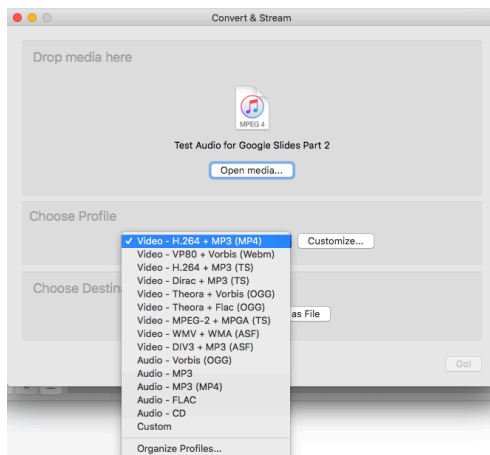 Convert & Stream
Drop media here
MPEG 4
Test Audio for Google Slides Part 2
Open media...
Choose Profile
✓ Video - H.264 + MP3 (MP4)
Customize...
Video - VP80 + Vorbis (Webm)
Video - H.264 + MP3 (TS)
Video - Dirac + MP3 (TS)
Choose Destin
Video - Theora + Vorbis (OGG)
Video - Theora + Flac (OGG)
as File
Video - MPEG-2 + MPGA (TS)
Video - WMV + WMA (ASF)
Video - DIV3 + MP3 (ASF)
Audio - Vorbis (OGG)
Go!
Audio - MP3
Audio - MP3 (MP4)
Audio - FLAC
Audio - CD
Custom
Organize Profiles...